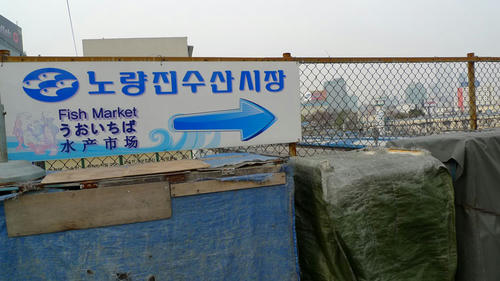 노량진수산시장
Fish Market
うおいちば
水产市场